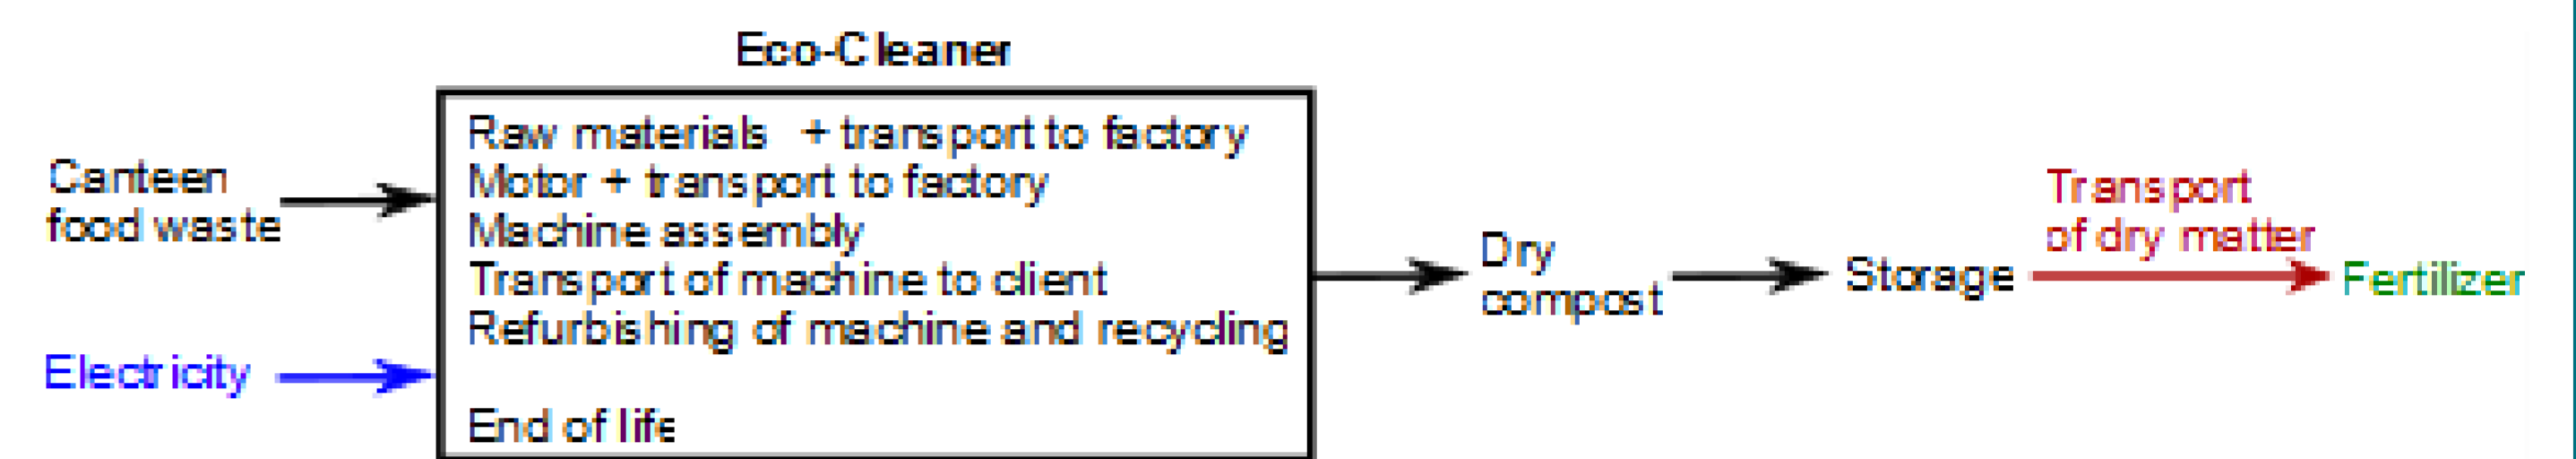 Eco-Cleaner
Canteen
food waste
Electricity
Raw materials + transport to factory
Motor + transport to factory
Machine assembly
Transport of machine to client
Refurbishing of machine and recycling
End of life
Dry
compost
Storage
Transport
of dry matter
Fertilizer